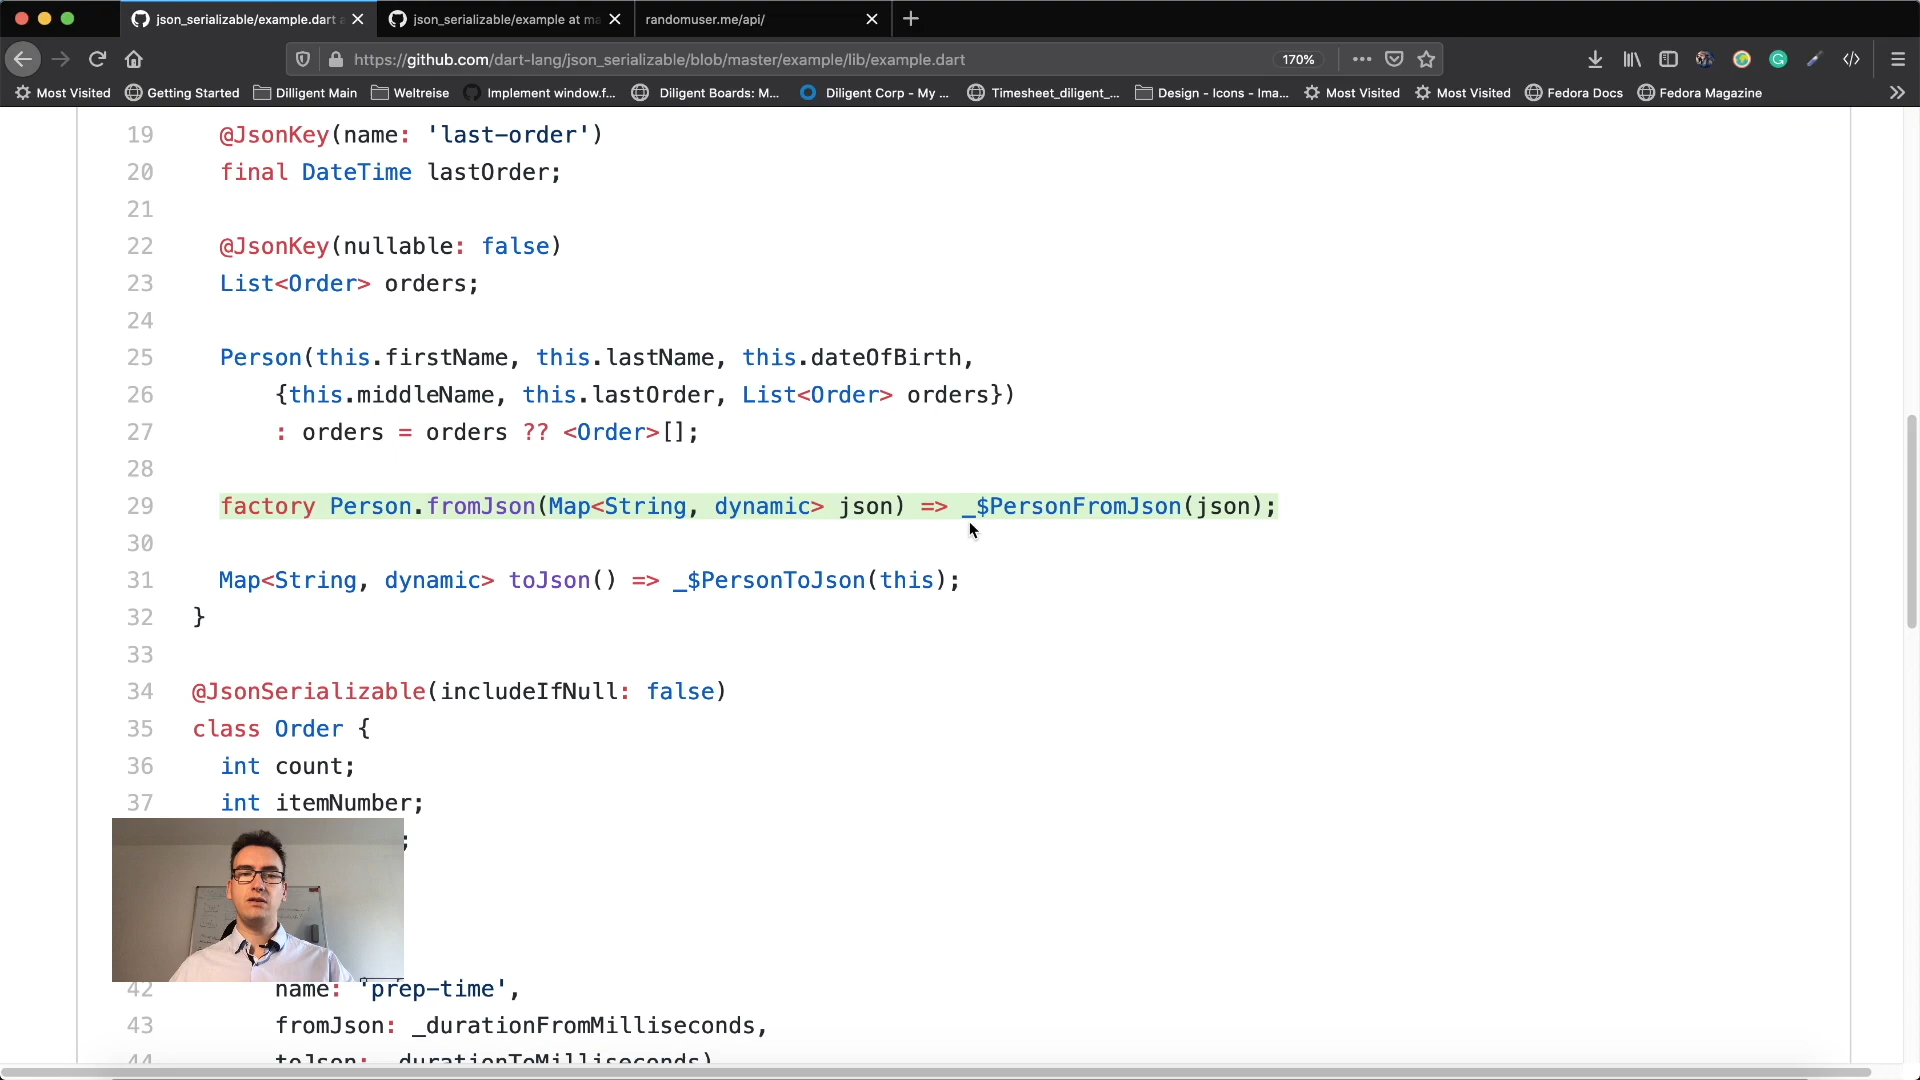 json_serializable/example.dart a
json_serializable/example at ma
randomuser.me/api/
https://github.com/dart-lang/json_serializable/blob/master/example/lib/example.dart
170%
Most Visited
Getting Started
Dilligent Main
Weltreise
Implement window.f...
Diligent Boards: M...
Diligent Corp - My ...
Timesheet_diligent_...
Design - Icons - Ima...
Most Visited
Most Visited
Fedora Docs
Fedora Magazine
19 @JsonKey(name: 'last-order')
20 final DateTime lastOrder;
21
22 @JsonKey(nullable: false)
23 List<Order> orders;
24
25 Person(this.firstName, this.lastName, this.dateOfBirth,
26 {this.middleName, this.lastOrder, List<Order> orders})
27 : orders = orders ?? <Order>[];
28
29 factory Person.fromJson(Map<String, dynamic> json) => _$PersonFromJson(json);
30
31 Map<String, dynamic> toJson() => _$PersonToJson(this);
32 }
33
34 @JsonSerializable(includeIfNull: false)
35 class Order {
36 int count;
37 int itemNumber;
;
42 name: 'prep-time',
43 fromJson: _durationFromMilliseconds,
44 toJson: _durationToMilliseconds)